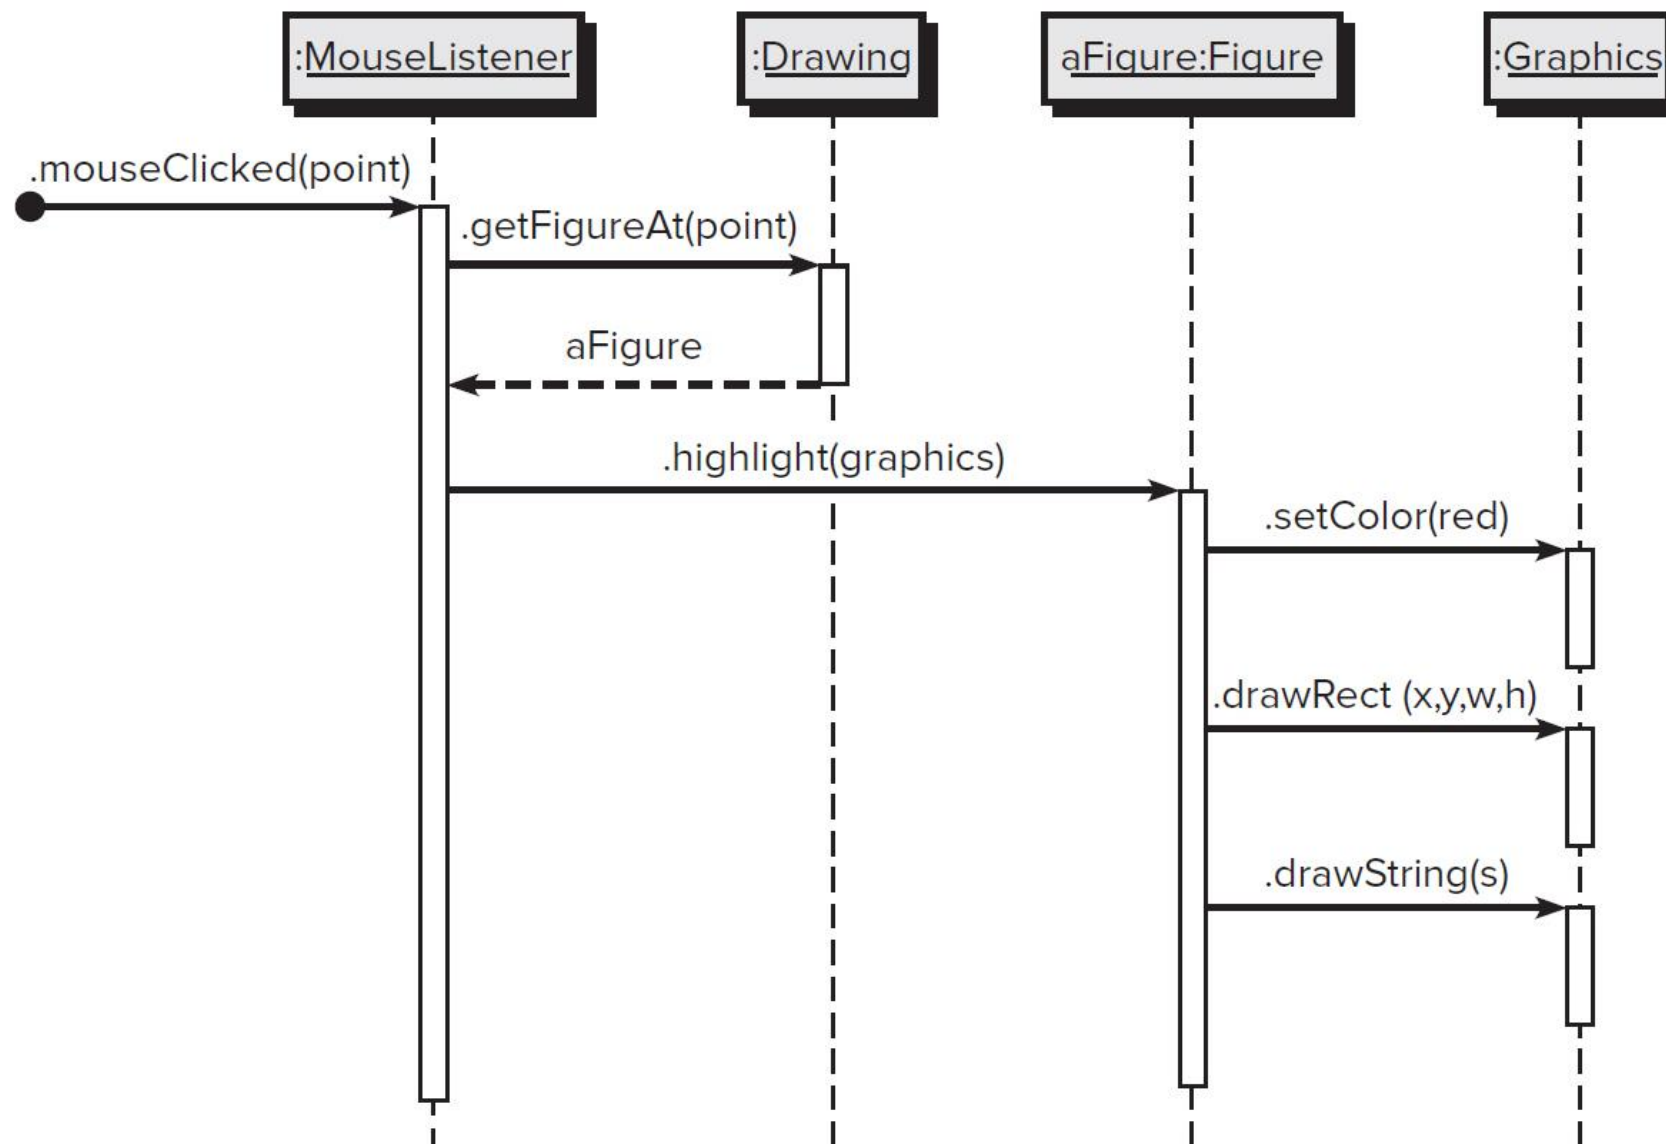 :MouseListener
:Drawing
aFigure:Figure
:Graphics
.mouseClicked(point)
.getFigureAt(point)
aFigure
.highlight(graphics)
.setColor(red)
.drawRect (x,y,w,h)
.drawString(s)